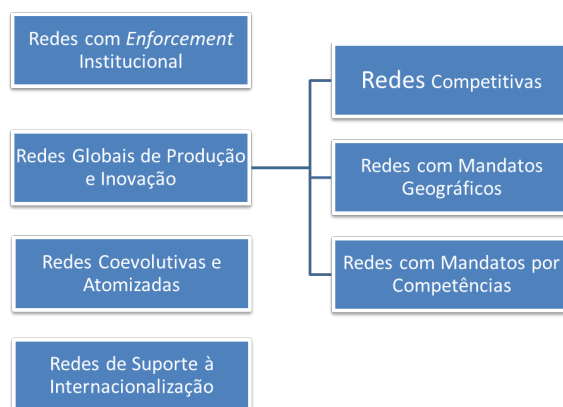 Redes com Enforcement
Institucional
Redes Globais de Produção
e Inovação
Redes Coevolutivas e
Atomizadas
Redes de Suporte à
Internacionalização
Redes Competitivas
Redes com Mandatos
Geográficos
Redes com Mandatos por
Competências